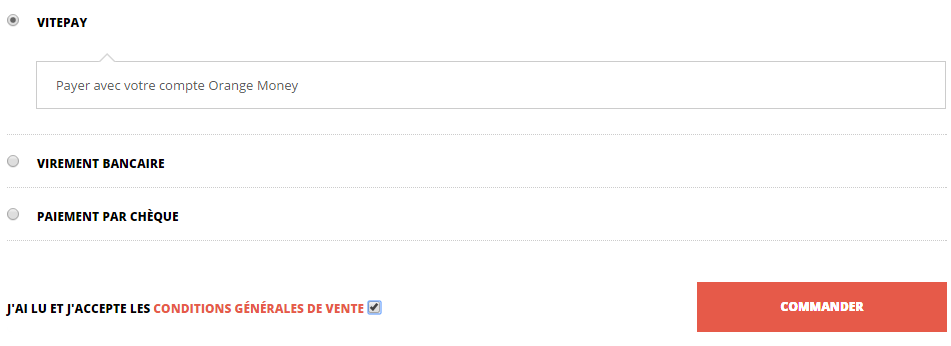 VITEPAY
Payer avec votre compte Orange Money
VIREMENT BANCAIRE
PAIEMENT PAR CHÈQUE
J'AI LU ET J'ACCEPTE LES CONDITIONS GÉNÉRALES DE VENTE
COMMANDER